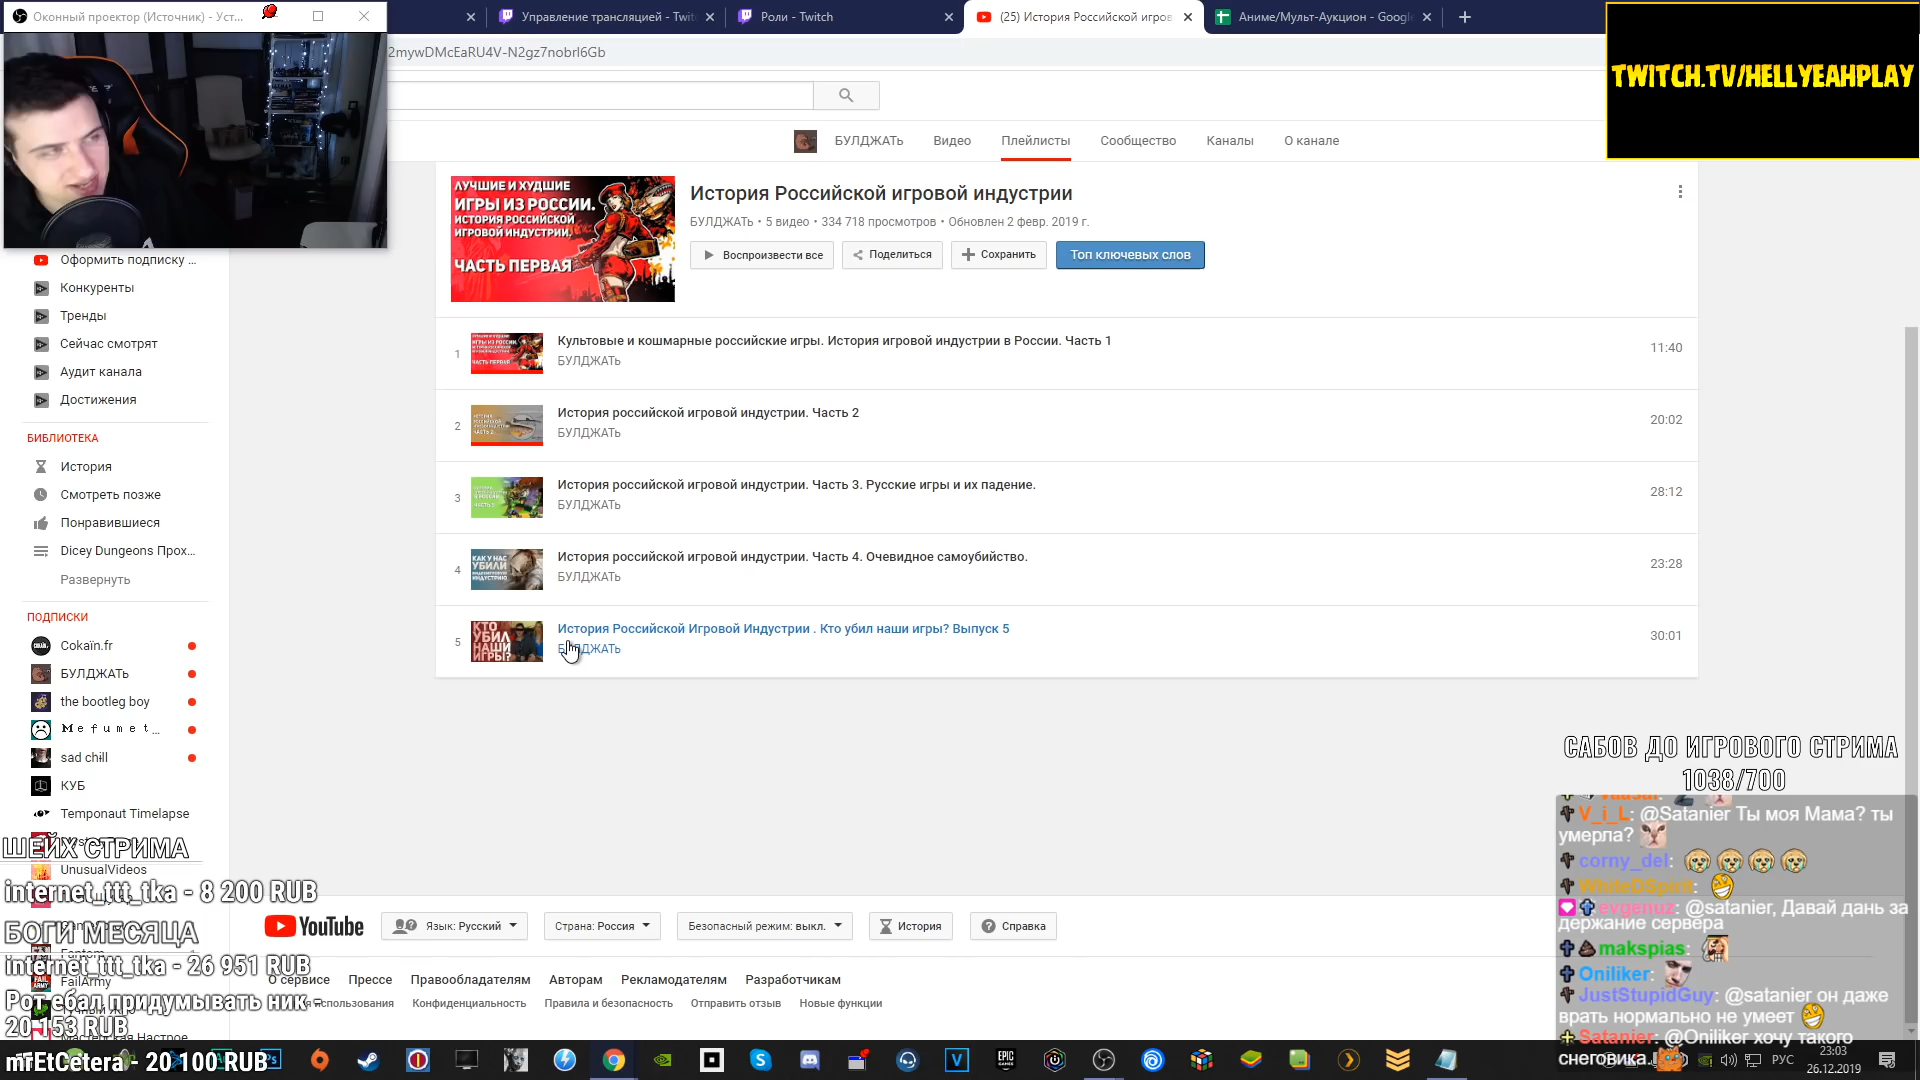 Оконный проектор (Источник) - Уст...
Управление трансляцией - Twit
Роли - Twitch
(25) История Российской игров
Аниме/Мульт-Аукцион - Google
2mywDMcEaRU4V-N2gz7nobrl6Gb
TWITCH.TV/HELLYEAHPLAY
БУЛДЖАТь
Видео
Плейлисты
Сообщество
Каналы
О канале
ЛУЧШИЕ И ХУДШИЕ
ИГРЫ ИЗ РОССИИ.
ИСТОРИЯ РОССИЙСКОЙ
ИГРОВОЙ ИНДУСТРИИ.
ЧАСТЬ ПЕРВАЯ
История Российской игровой индустрии
БУЛДЖАТь • 5 видео • 334 718 просмотров • Обновлен 2 февр. 2019 г.
Воспроизвести все
Поделиться
Сохранить
Топ ключевых слов
1
Культовые и кошмарные российские игры. История игровой индустрии в России. Часть 1
БУЛДЖАТь
11:40
2
История российской игровой индустрии. Часть 2
БУЛДЖАТь
20:02
3
История российской игровой индустрии. Часть 3. Русские игры и их падение.
БУЛДЖАТь
28:12
4
КАК У НАС
УБИЛИ
История российской игровой индустрии. Часть 4. Очевидное самоубийство.
БУЛДЖАТь
23:28
5
КТО
УБИЛ
НАШИ
ИГРЫ?
История Российской Игровой Индустрии . Кто убил наши игры? Выпуск 5
БУЛДЖАТь
30:01
Оформить подписку ...
Конкуренты
Тренды
Сейчас смотрят
Аудит канала
Достижения
БИБЛИОТЕКА
История
Смотреть позже
Понравившиеся
Dicey Dungeons Прох...
Развернуть
ПОДПИСКИ
Cokaïn.fr
БУЛДЖАТь
the bootleg boy
M e f u m e t ...
sad chill
КУБ
Temponaut Timelapse
ШЕЙХ СТРИМА
UnusualVideos
internet_ttt_tka - 8 200 RUB
БОГИ МЕСЯЦА
internet_ttt_tka - 26 951 RUB
FailArmy
Рот ебал придумывать ник -
20 153 RUB
Мастерская Настрое
mrEtCetera - 20 100 RUB
YouTube
Язык: Русский
Страна: Россия
Безопасный режим: выкл.
История
Справка
О сервисе
Прессе
Правообладателям
Авторам
Рекламодателям
Разработчикам
использования
Конфиденциальность
Правила и безопасность
Отправить отзыв
Новые функции
САБОВ ДО ИГРОВОГО СТРИМА
1038/700
V_i_L: @Satanier Ты моя Мама? ты
умерла?
corny_del:
WhiteDSpirit:
evgenuz: @satanier, Давай дань за
держание сервера
makspias:
Oniliker:
JustStupidGuy: @satanier он даже
врать нормально не умеет
Satanier: @Oniliker хочу такого
снеговика.
РУС
23:03
26.12.2019